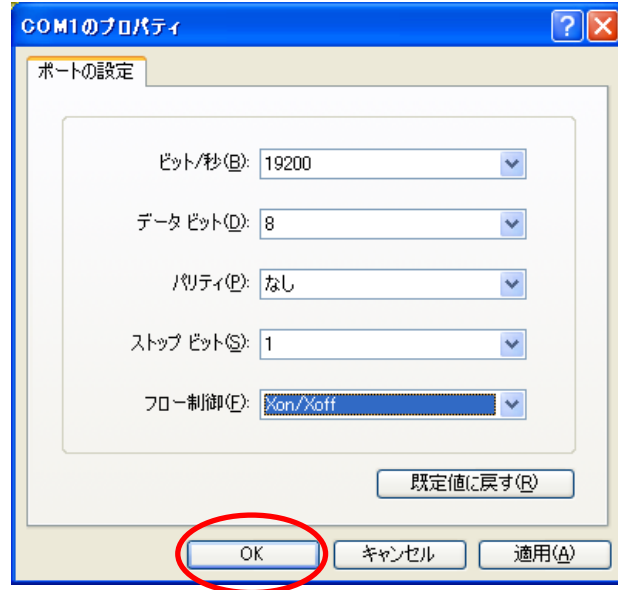 COM1のプロパティ
ポートの設定
ビット/秒(B): 19200
データ ビット(D): 8
パリティ(P): なし
ストップ ビット(S): 1
フロー制御(F): Xon/Xoff
既定値に戻す(R)
OK キャンセル 適用(A)